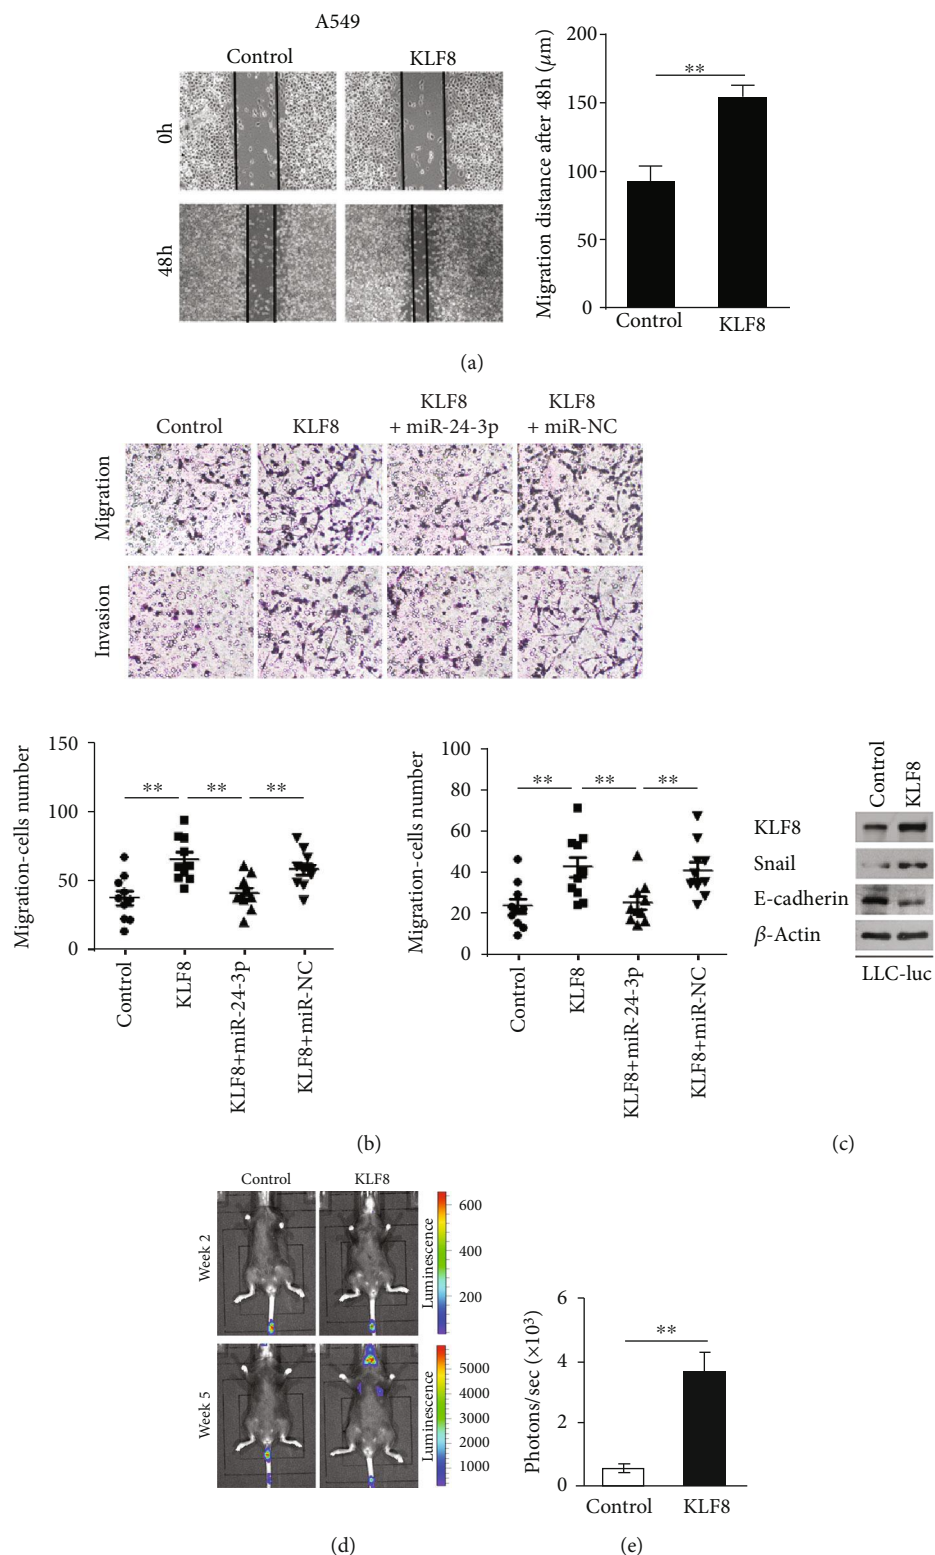 A549
Control
KLF8
0h
48h
Migration distance after 48h (μm)
200
150
100
50
0
**
Control
KLF8
(a)
Control
KLF8
KLF8
+ miR-24-3p
KLF8
+ miR-NC
Migration
Invasion
Migration-cells number
150
100
50
0
**
**
**
Control
KLF8
KLF8+miR-24-3p
KLF8+miR-NC
Migration-cells number
100
80
60
40
20
0
**
**
**
Control
KLF8
KLF8+miR-24-3p
KLF8+miR-NC
(b)
Control
KLF8
KLF8
Snail
E-cadherin
β-Actin
LLC-luc
(c)
Control
KLF8
Week 2
Week 5
Luminescence
600
400
200
Luminescence
5000
4000
3000
2000
1000
(d)
Photons/sec (×10³)
6
4
2
0
**
Control
KLF8
(e)